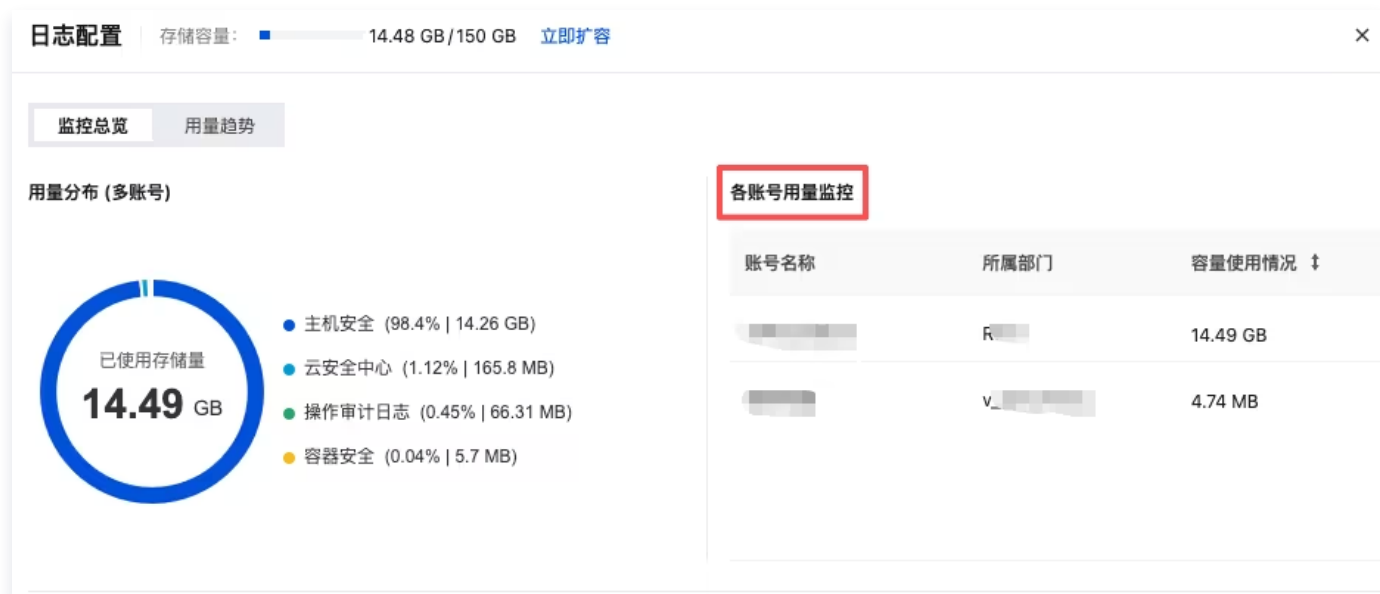 日志配置 存储容量: 14.48 GB/150 GB 立即扩容
监控总览 用量趋势
用量分布 (多账号)
已使用存储量
14.49 GB
主机安全 (98.4% | 14.26 GB)
云安全中心 (1.12% | 165.8 MB)
操作审计日志 (0.45% | 66.31 MB)
容器安全 (0.04% | 5.7 MB)
各账号用量监控
账号名称 所属部门 容量使用情况
R 14.49 GB
v_ 4.74 MB